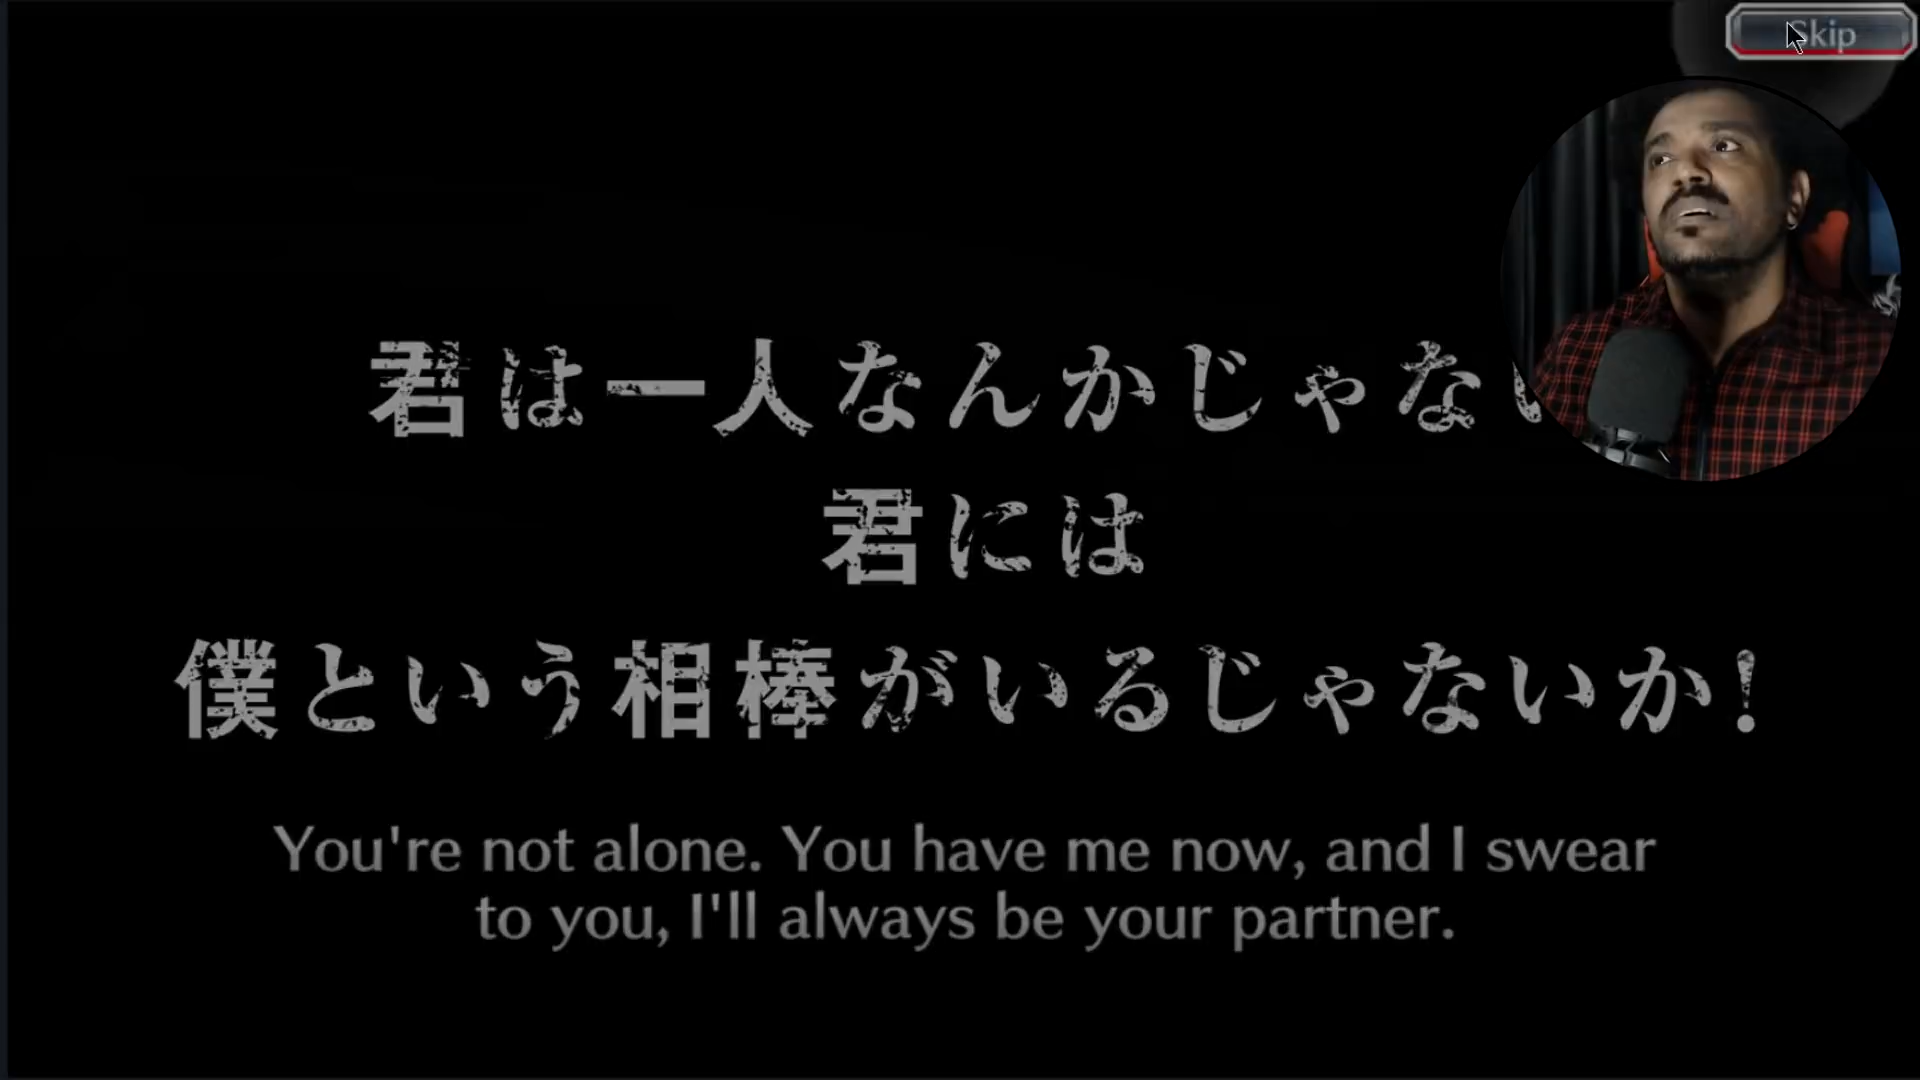 Skip
君は一人なんかじゃない
君には
僕という相棒がいるじゃないか!
You're not alone. You have me now, and I swear
to you, I'll always be your partner.